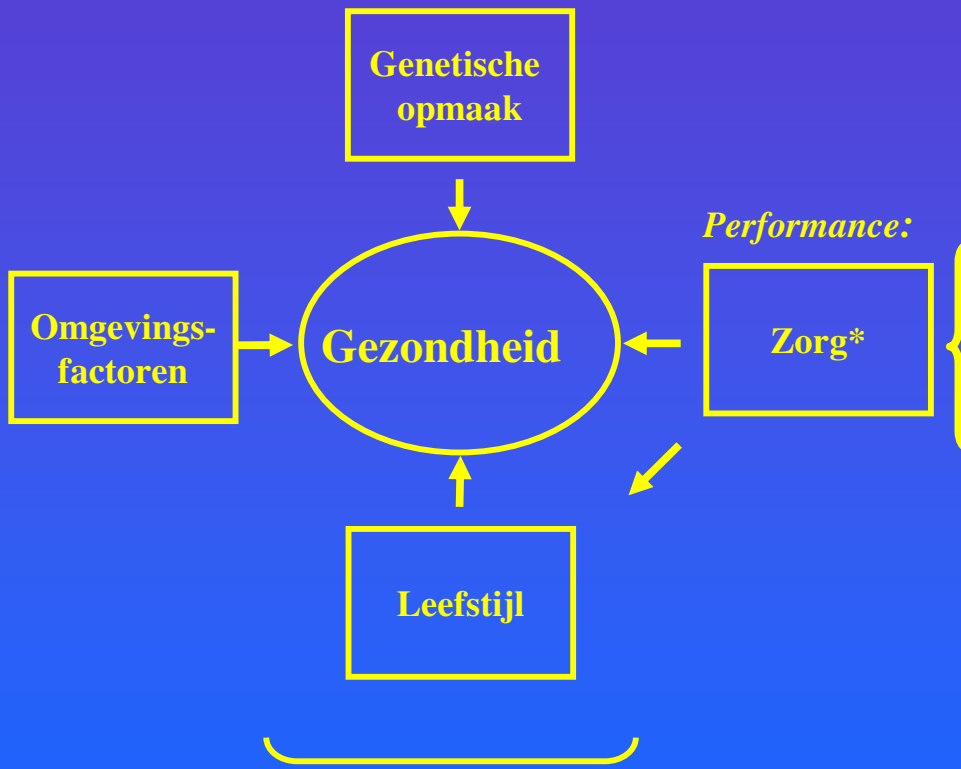 Genetische
opmaak
Performance:
Omgevings-
factoren
Gezondheid
Zorg*
Leefstijl